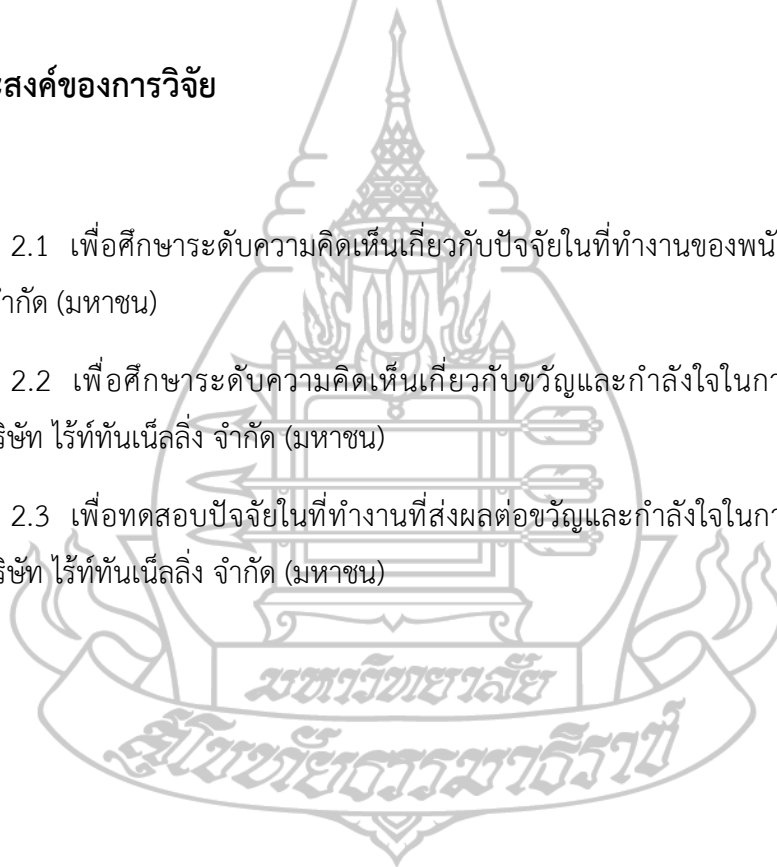 ะสงค์ของการวิจัย
2.1 เพื่อศึกษาระดับความคิดเห็นเกี่ยวกับปัจจัยในที่ทำงานของพนั
จำกัด (มหาชน)
2.2 เพื่อศึกษาระดับความคิดเห็นเกี่ยวกับขวัญและกำลังใจในกา
ริษัท ไร้ท์ทันเน็ลลิ่ง จำกัด (มหาชน)
2.3 เพื่อทดสอบปัจจัยในที่ทำงานที่ส่งผลต่อขวัญและกำลังใจในกา
ริษัท ไร้ท์ทันเน็ลลิ่ง จำกัด (มหาชน)
มหาวิทยาลัย
สุโขทัยธรรมาธิราช